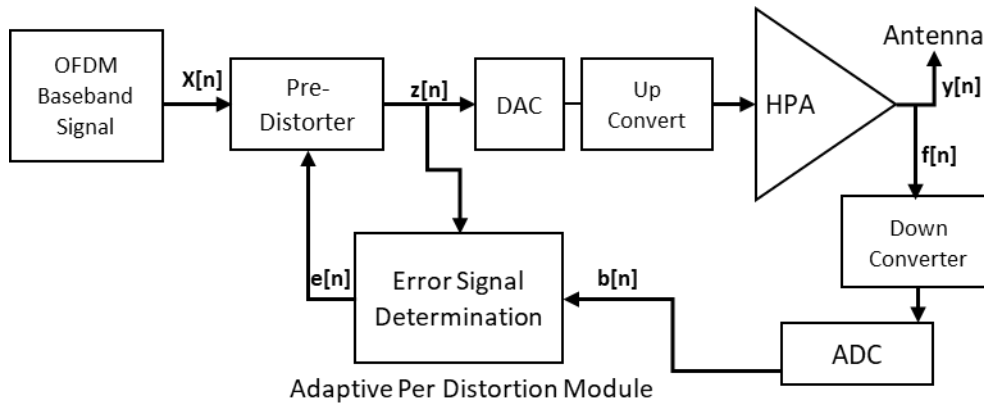 OFDM
Baseband
Signal
X[n]
Pre-
Distorter
z[n]
DAC
Up
Convert
HPA
Antenna
y[n]
f[n]
Down
Converter
ADC
b[n]
Error Signal
Determination
e[n]
Adaptive Per Distortion Module